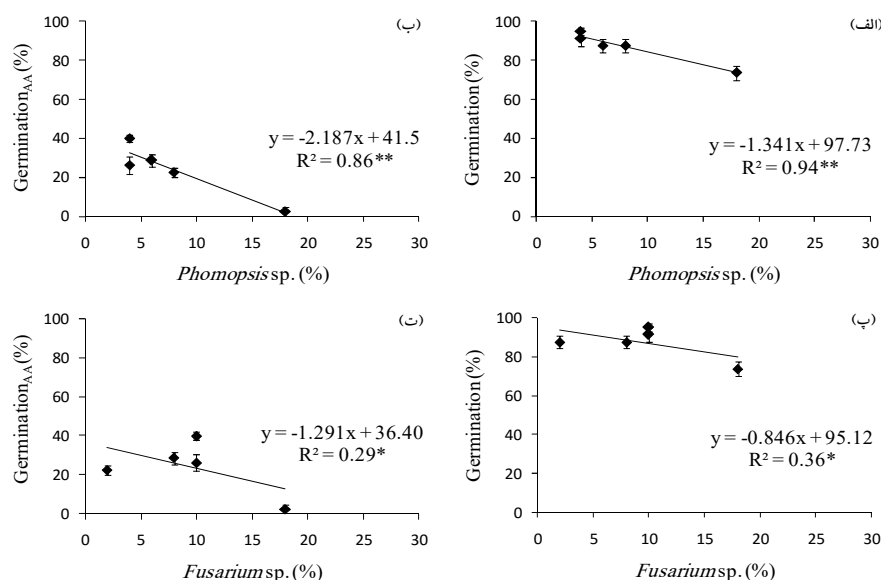 (ب)
Germination_AA (%)
100
80
60
40
20
0
y = -2.187x + 41.5
R² = 0.86**
0 5 10 15 20 25 30
Phomopsis sp. (%)
(الف)
Germination (%)
100
80
60
40
20
0
y = -1.341x + 97.73
R² = 0.94**
0 5 10 15 20 25 30
Phomopsis sp. (%)
(ت)
Germination_AA (%)
100
80
60
40
20
0
y = -1.291x + 36.40
R² = 0.29*
0 5 10 15 20 25 30
Fusarium sp. (%)
(پ)
Germination (%)
100
80
60
40
20
0
y = -0.846x + 95.12
R² = 0.36*
0 5 10 15 20 25 30
Fusarium sp. (%)